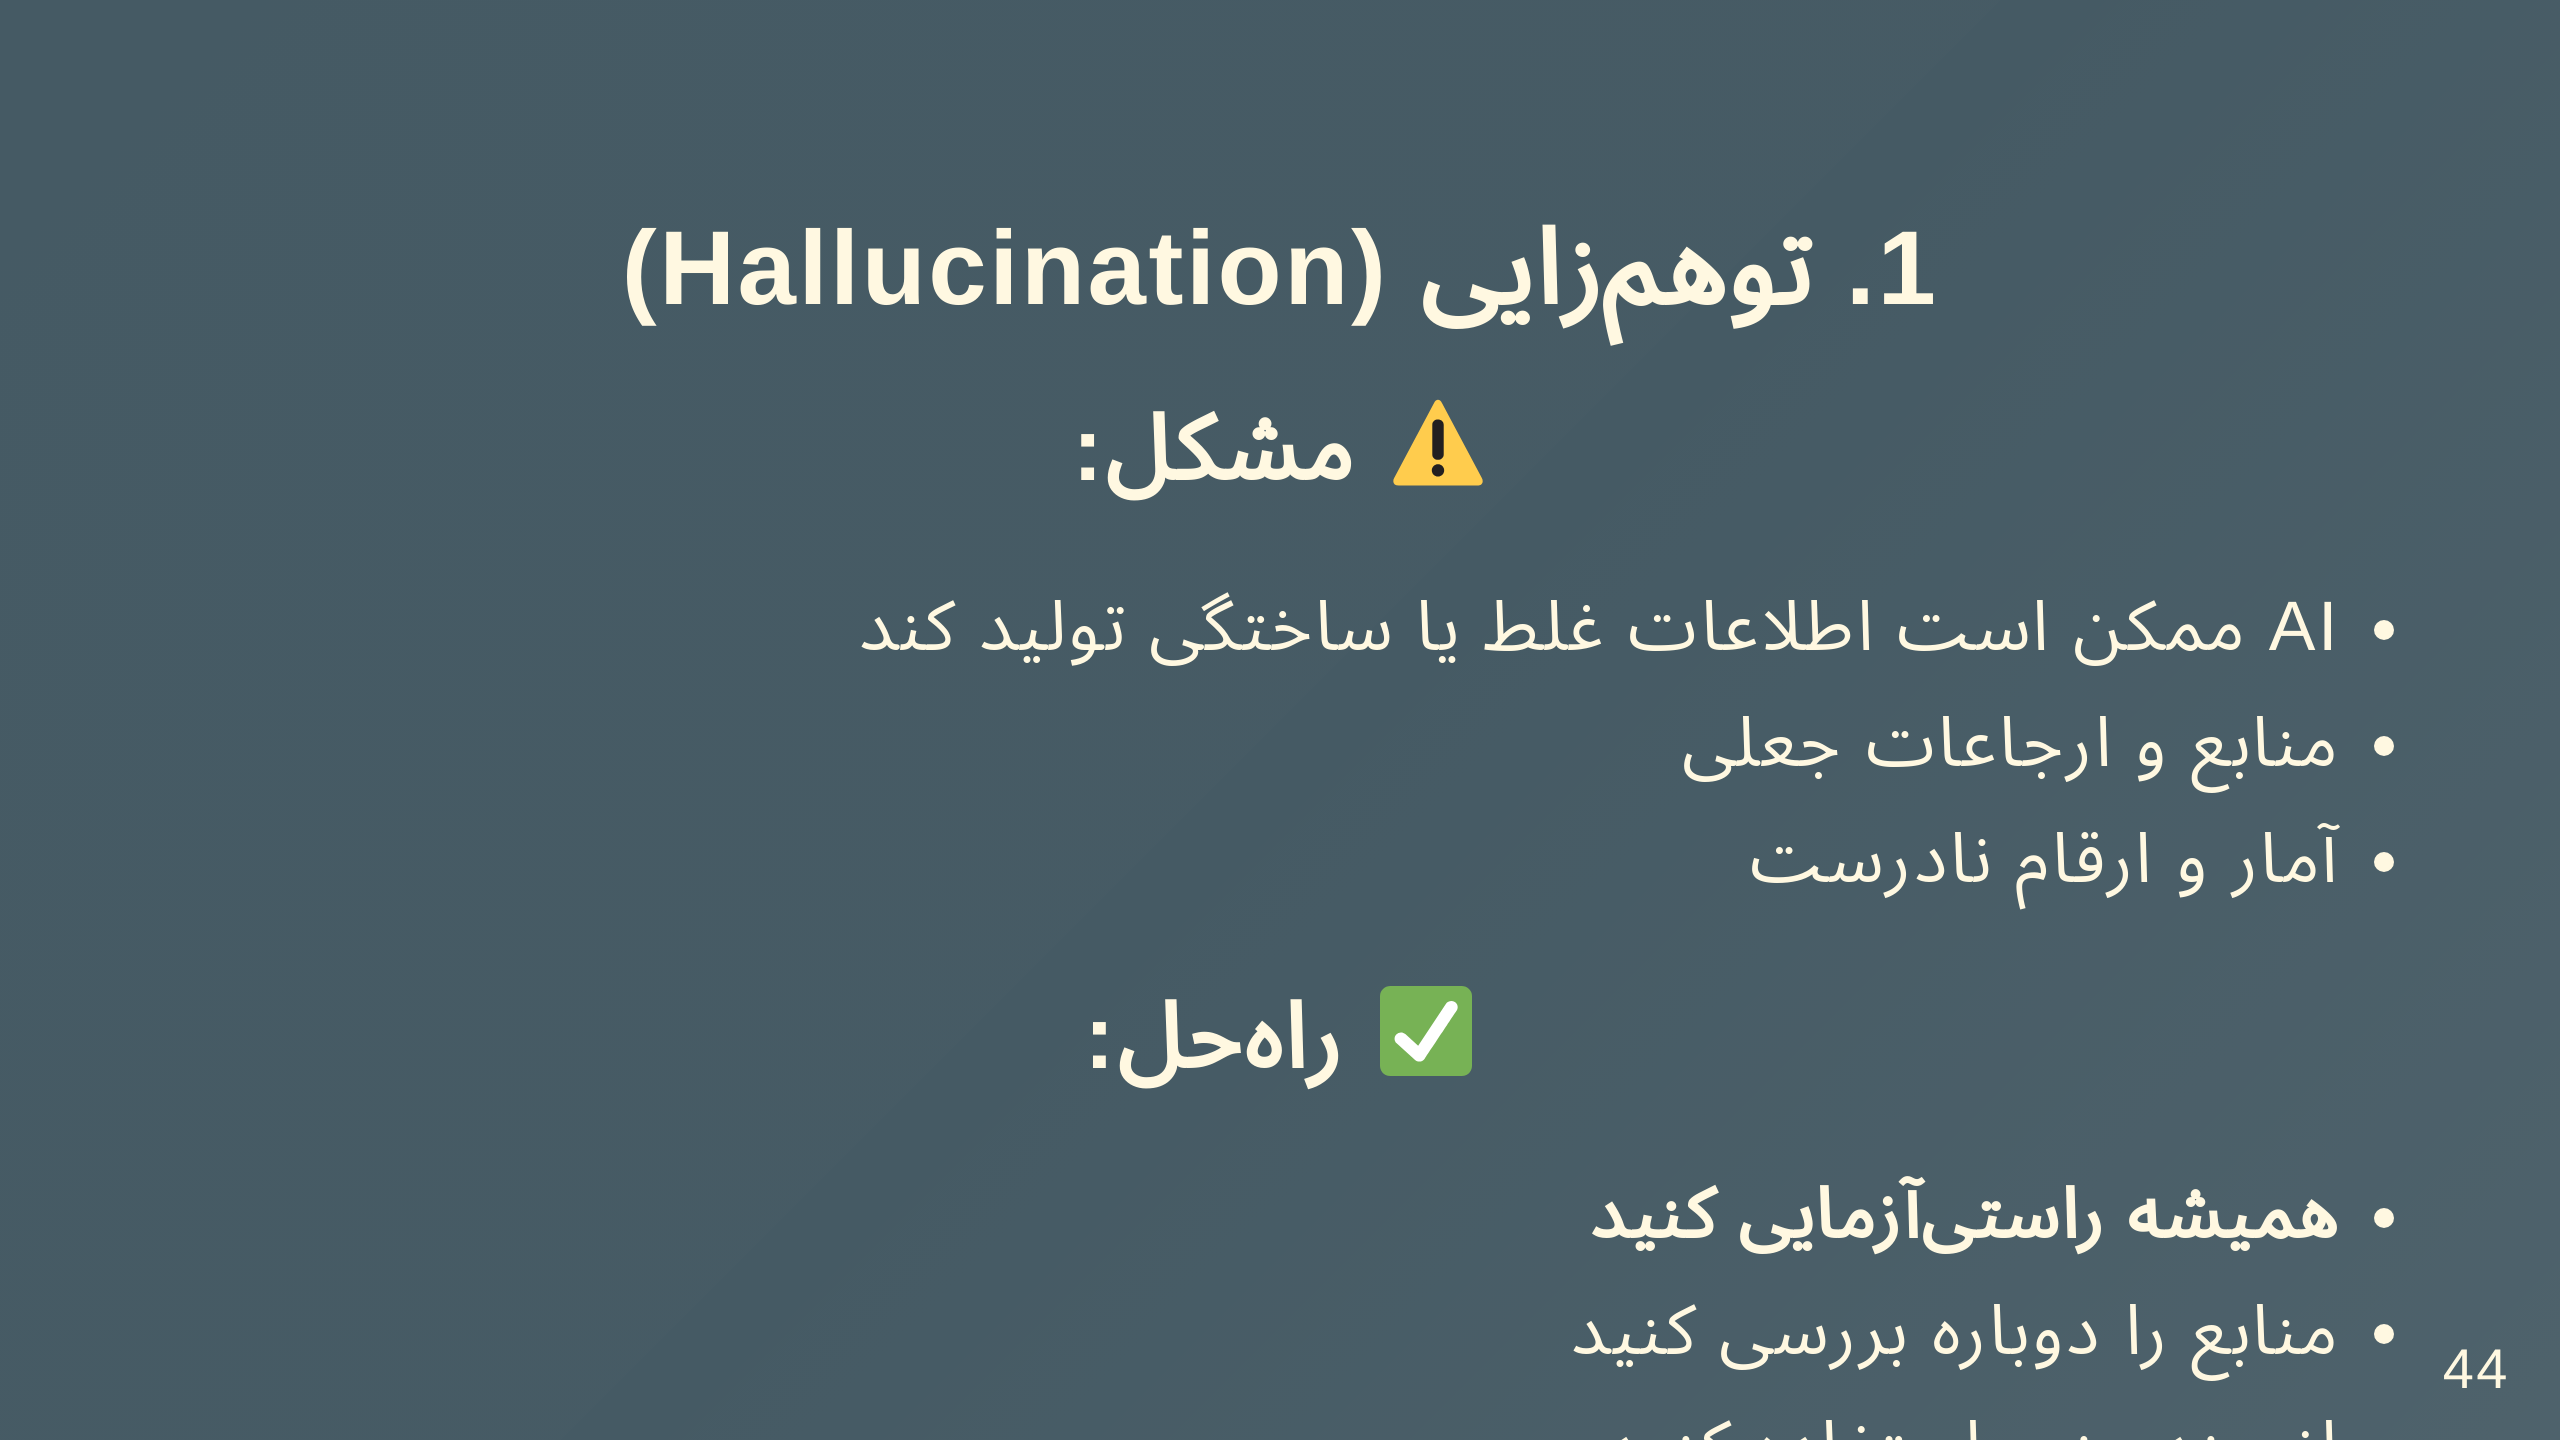 1. توهم‌زایی (Hallucination)
⚠️ مشکل:
• AI ممکن است اطلاعات غلط یا ساختگی تولید کند
• منابع و ارجاعات جعلی
• آمار و ارقام نادرست
✅ راه‌حل:
• همیشه راستی‌آزمایی کنید
• منابع را دوباره بررسی کنید
44